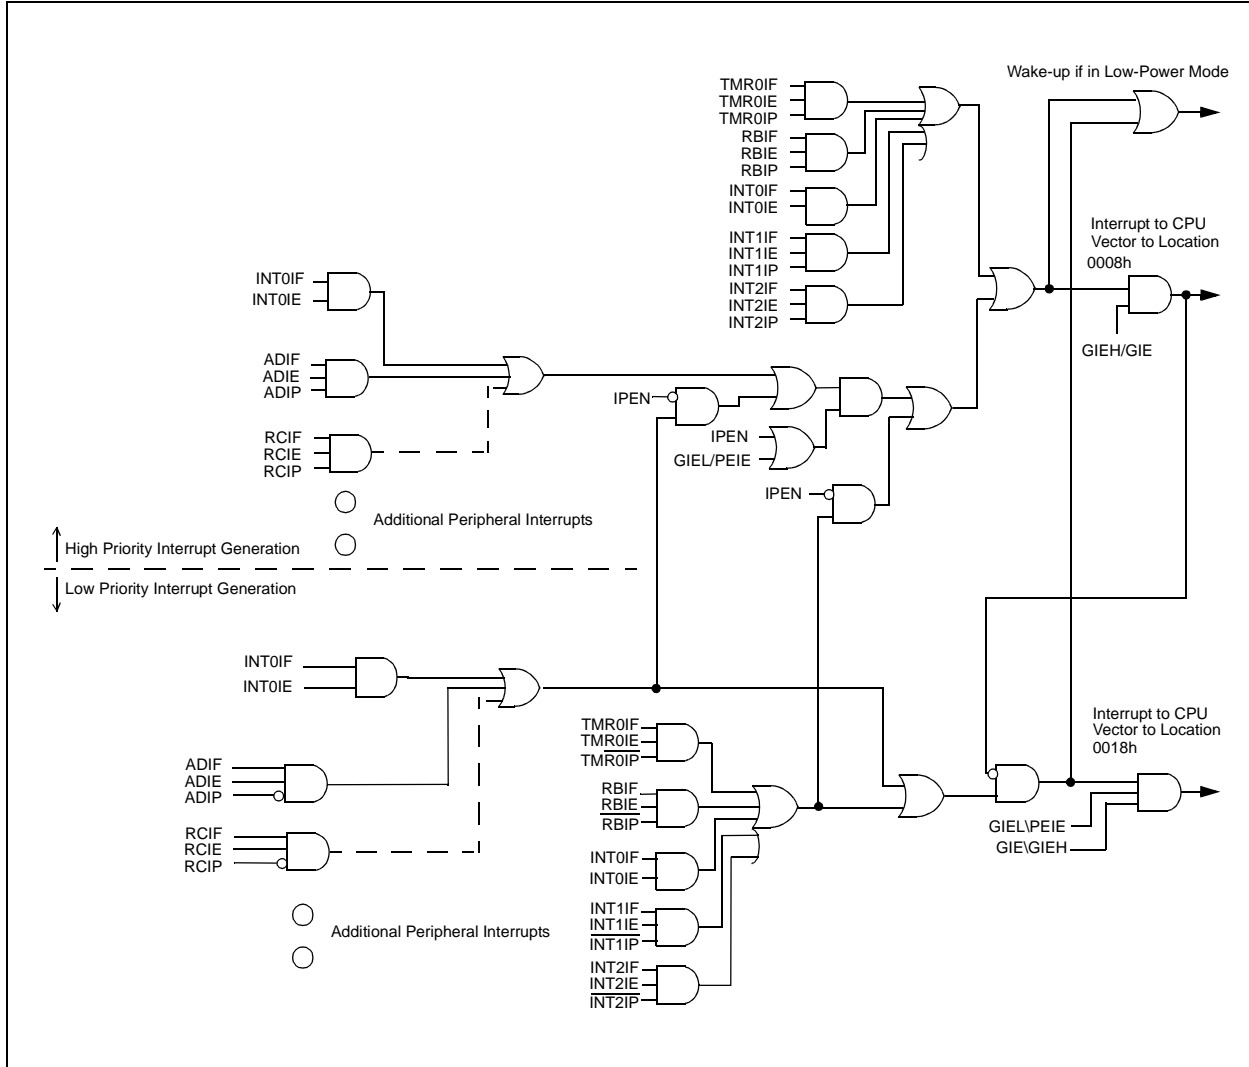 Wake-up if in Low-Power Mode
TMR0IF
TMR0IE
TMR0IP
RBIF
RBIE
RBIP
INT0IF
INT0IE
INT1IF
INT1IE
INT1IP
INT2IF
INT2IE
INT2IP
Interrupt to CPU
Vector to Location
0008h
GIEH/GIE
INT0IF
INT0IE
ADIF
ADIE
ADIP
RCIF
RCIE
RCIP
IPEN
IPEN
GIEL/PEIE
IPEN
Additional Peripheral Interrupts
High Priority Interrupt Generation
Low Priority Interrupt Generation
INT0IF
INT0IE
ADIF
ADIE
ADIP
RCIF
RCIE
RCIP
Additional Peripheral Interrupts
TMR0IF
TMR0IE
TMR0IP
RBIF
RBIE
RBIP
INT0IF
INT0IE
INT1IF
INT1IE
INT1IP
INT2IF
INT2IE
INT2IP
Interrupt to CPU
Vector to Location
0018h
GIEL\PEIE
GIE\GIEH